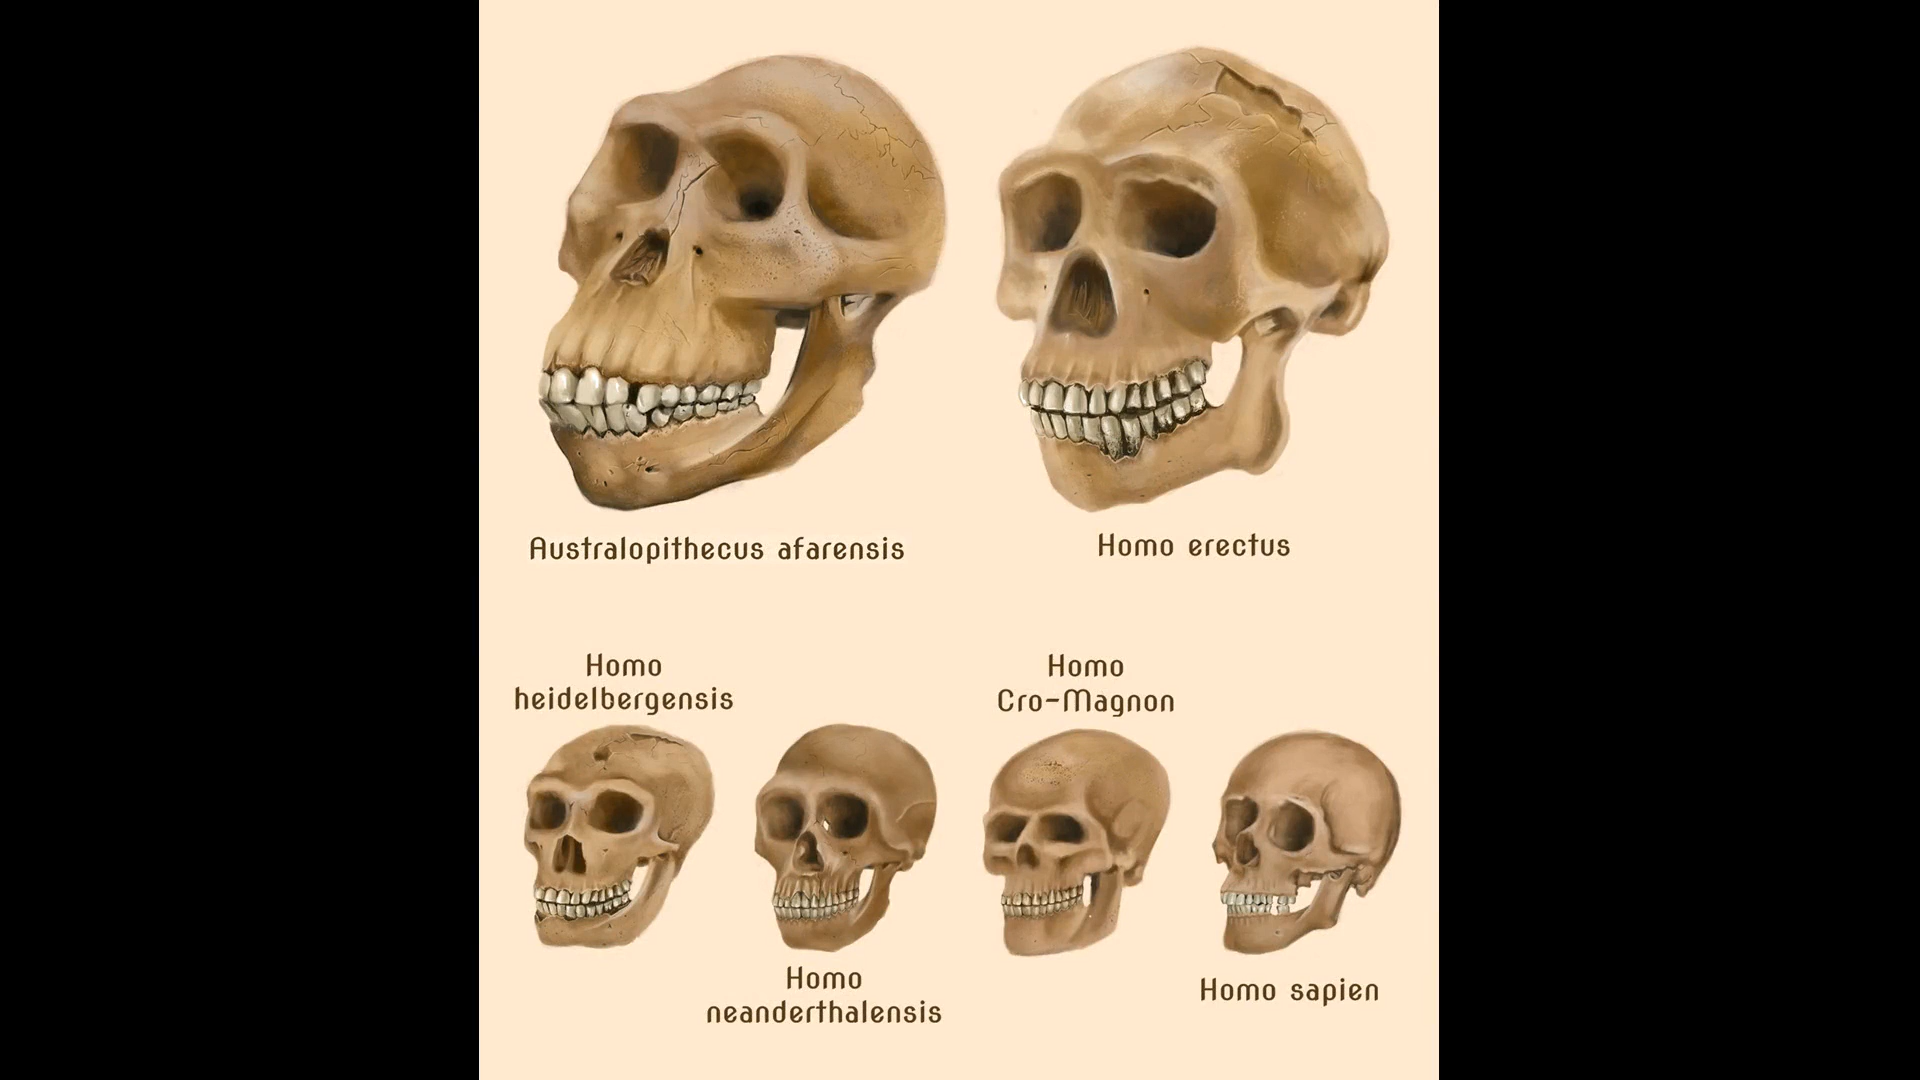 Australopithecus afarensis
Homo erectus
Homo
heidelbergensis
Homo
Cro-Magnon
Homo
neanderthalensis
Homo sapien